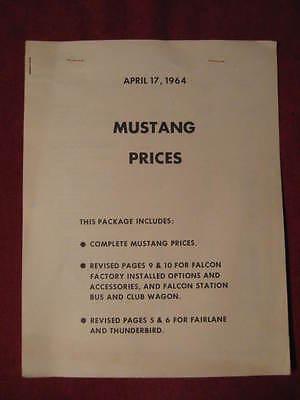 APRIL 17, 1964
MUSTANG
PRICES
THIS PACKAGE INCLUDES:
● COMPLETE MUSTANG PRICES.
● REVISED PAGES 9 & 10 FOR FALCON
FACTORY INSTALLED OPTIONS AND
ACCESSORIES, AND FALCON STATION
BUS AND CLUB WAGON.
● REVISED PAGES 5 & 6 FOR FAIRLANE
AND THUNDERBIRD.